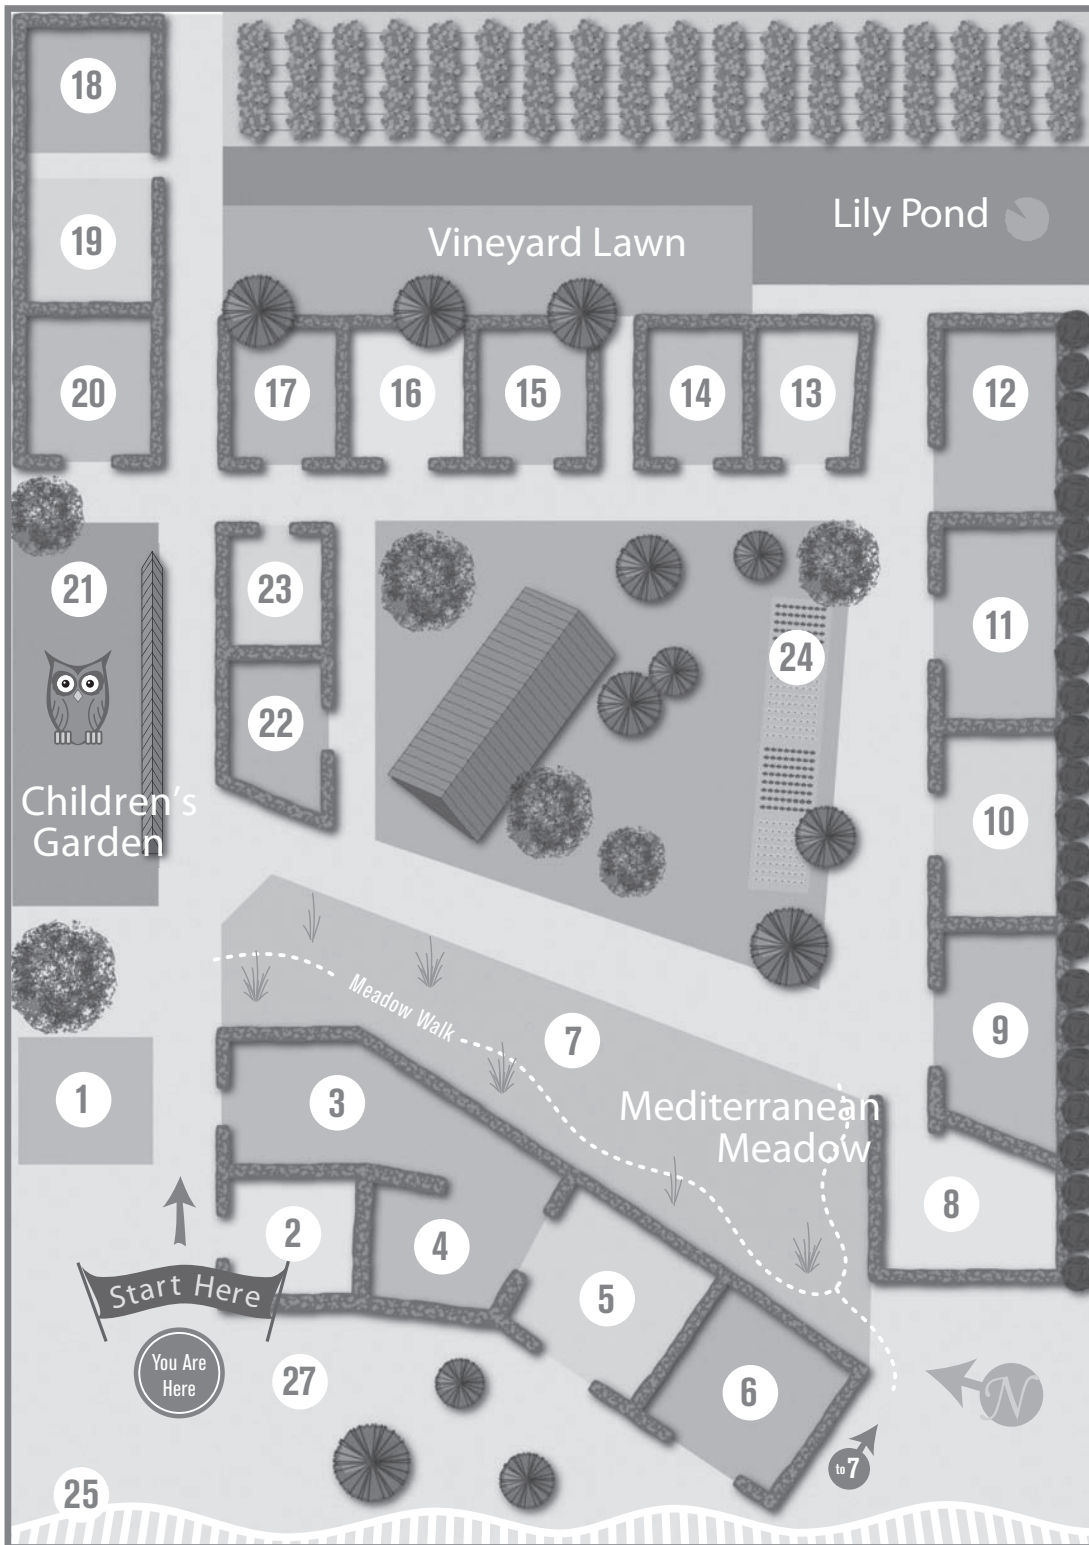 18
19
20
Vineyard Lawn
Lily Pond
17
16
15
14
13
12
21
23
22
24
11
10
Children's
Garden
9
Meadow Walk
7
Mediterranean
Meadow
1
3
2
4
8
5
Start Here
You Are
Here
27
6
N
to 7
25